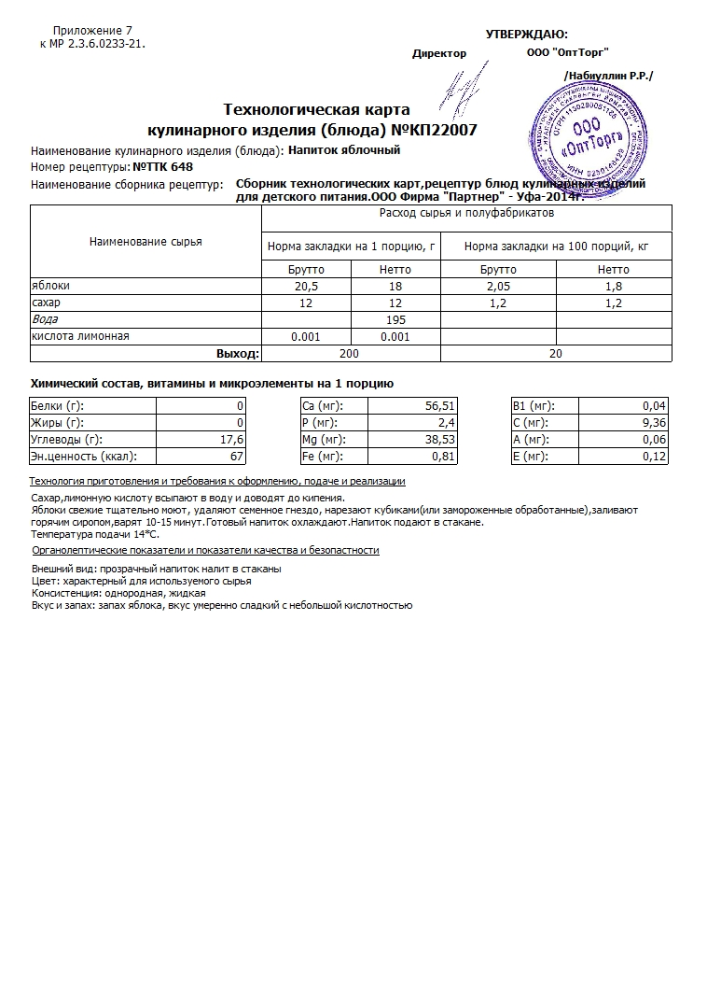 Приложение 7
к МР 2.3.6.0233-21.
УТВЕРЖДАЮ:
Директор ООО "ОптТорг"
/Набиуллин Р.Р./
ООО
«ОптТорг»
Технологическая карта
кулинарного изделия (блюда) №КП22007
Наименование кулинарного изделия (блюда): Напиток яблочный
Номер рецептуры: №ТТК 648
Наименование сборника рецептур: Сборник технологических карт,рецептур блюд кулинарных изделий
для детского питания.ООО Фирма "Партнер" - Уфа-2014г.
Наименование сырья Расход сырья и полуфабрикатов
Норма закладки на 1 порцию, г Норма закладки на 100 порций, кг
Брутто Нетто Брутто Нетто
яблоки 20,5 18 2,05 1,8
сахар 12 12 1,2 1,2
Вода 195
кислота лимонная 0.001 0.001
Выход: 200 20
Химический состав, витамины и микроэлементы на 1 порцию
Белки (г): 0 Ca (мг): 56,51 B1 (мг): 0,04
Жиры (г): 0 P (мг): 2,4 C (мг): 9,36
Углеводы (г): 17,6 Mg (мг): 38,53 A (мг): 0,06
Эн.ценность (ккал): 67 Fe (мг): 0,81 E (мг): 0,12
Технология приготовления и требования к оформлению, подаче и реализации
Сахар,лимонную кислоту всыпают в воду и доводят до кипения.
Яблоки свежие тщательно моют, удаляют семенное гнездо, нарезают кубиками(или замороженные обработанные),заливают
горячим сиропом,варят 10-15 минут.Готовый напиток охлаждают.Напиток подают в стакане.
Температура подачи 14*С.
Органолептические показатели и показатели качества и безопастности
Внешний вид: прозрачный напиток налит в стаканы
Цвет: характерный для используемого сырья
Консистенция: однородная, жидкая
Вкус и запах: запах яблока, вкус умеренно сладкий с небольшой кислотностью